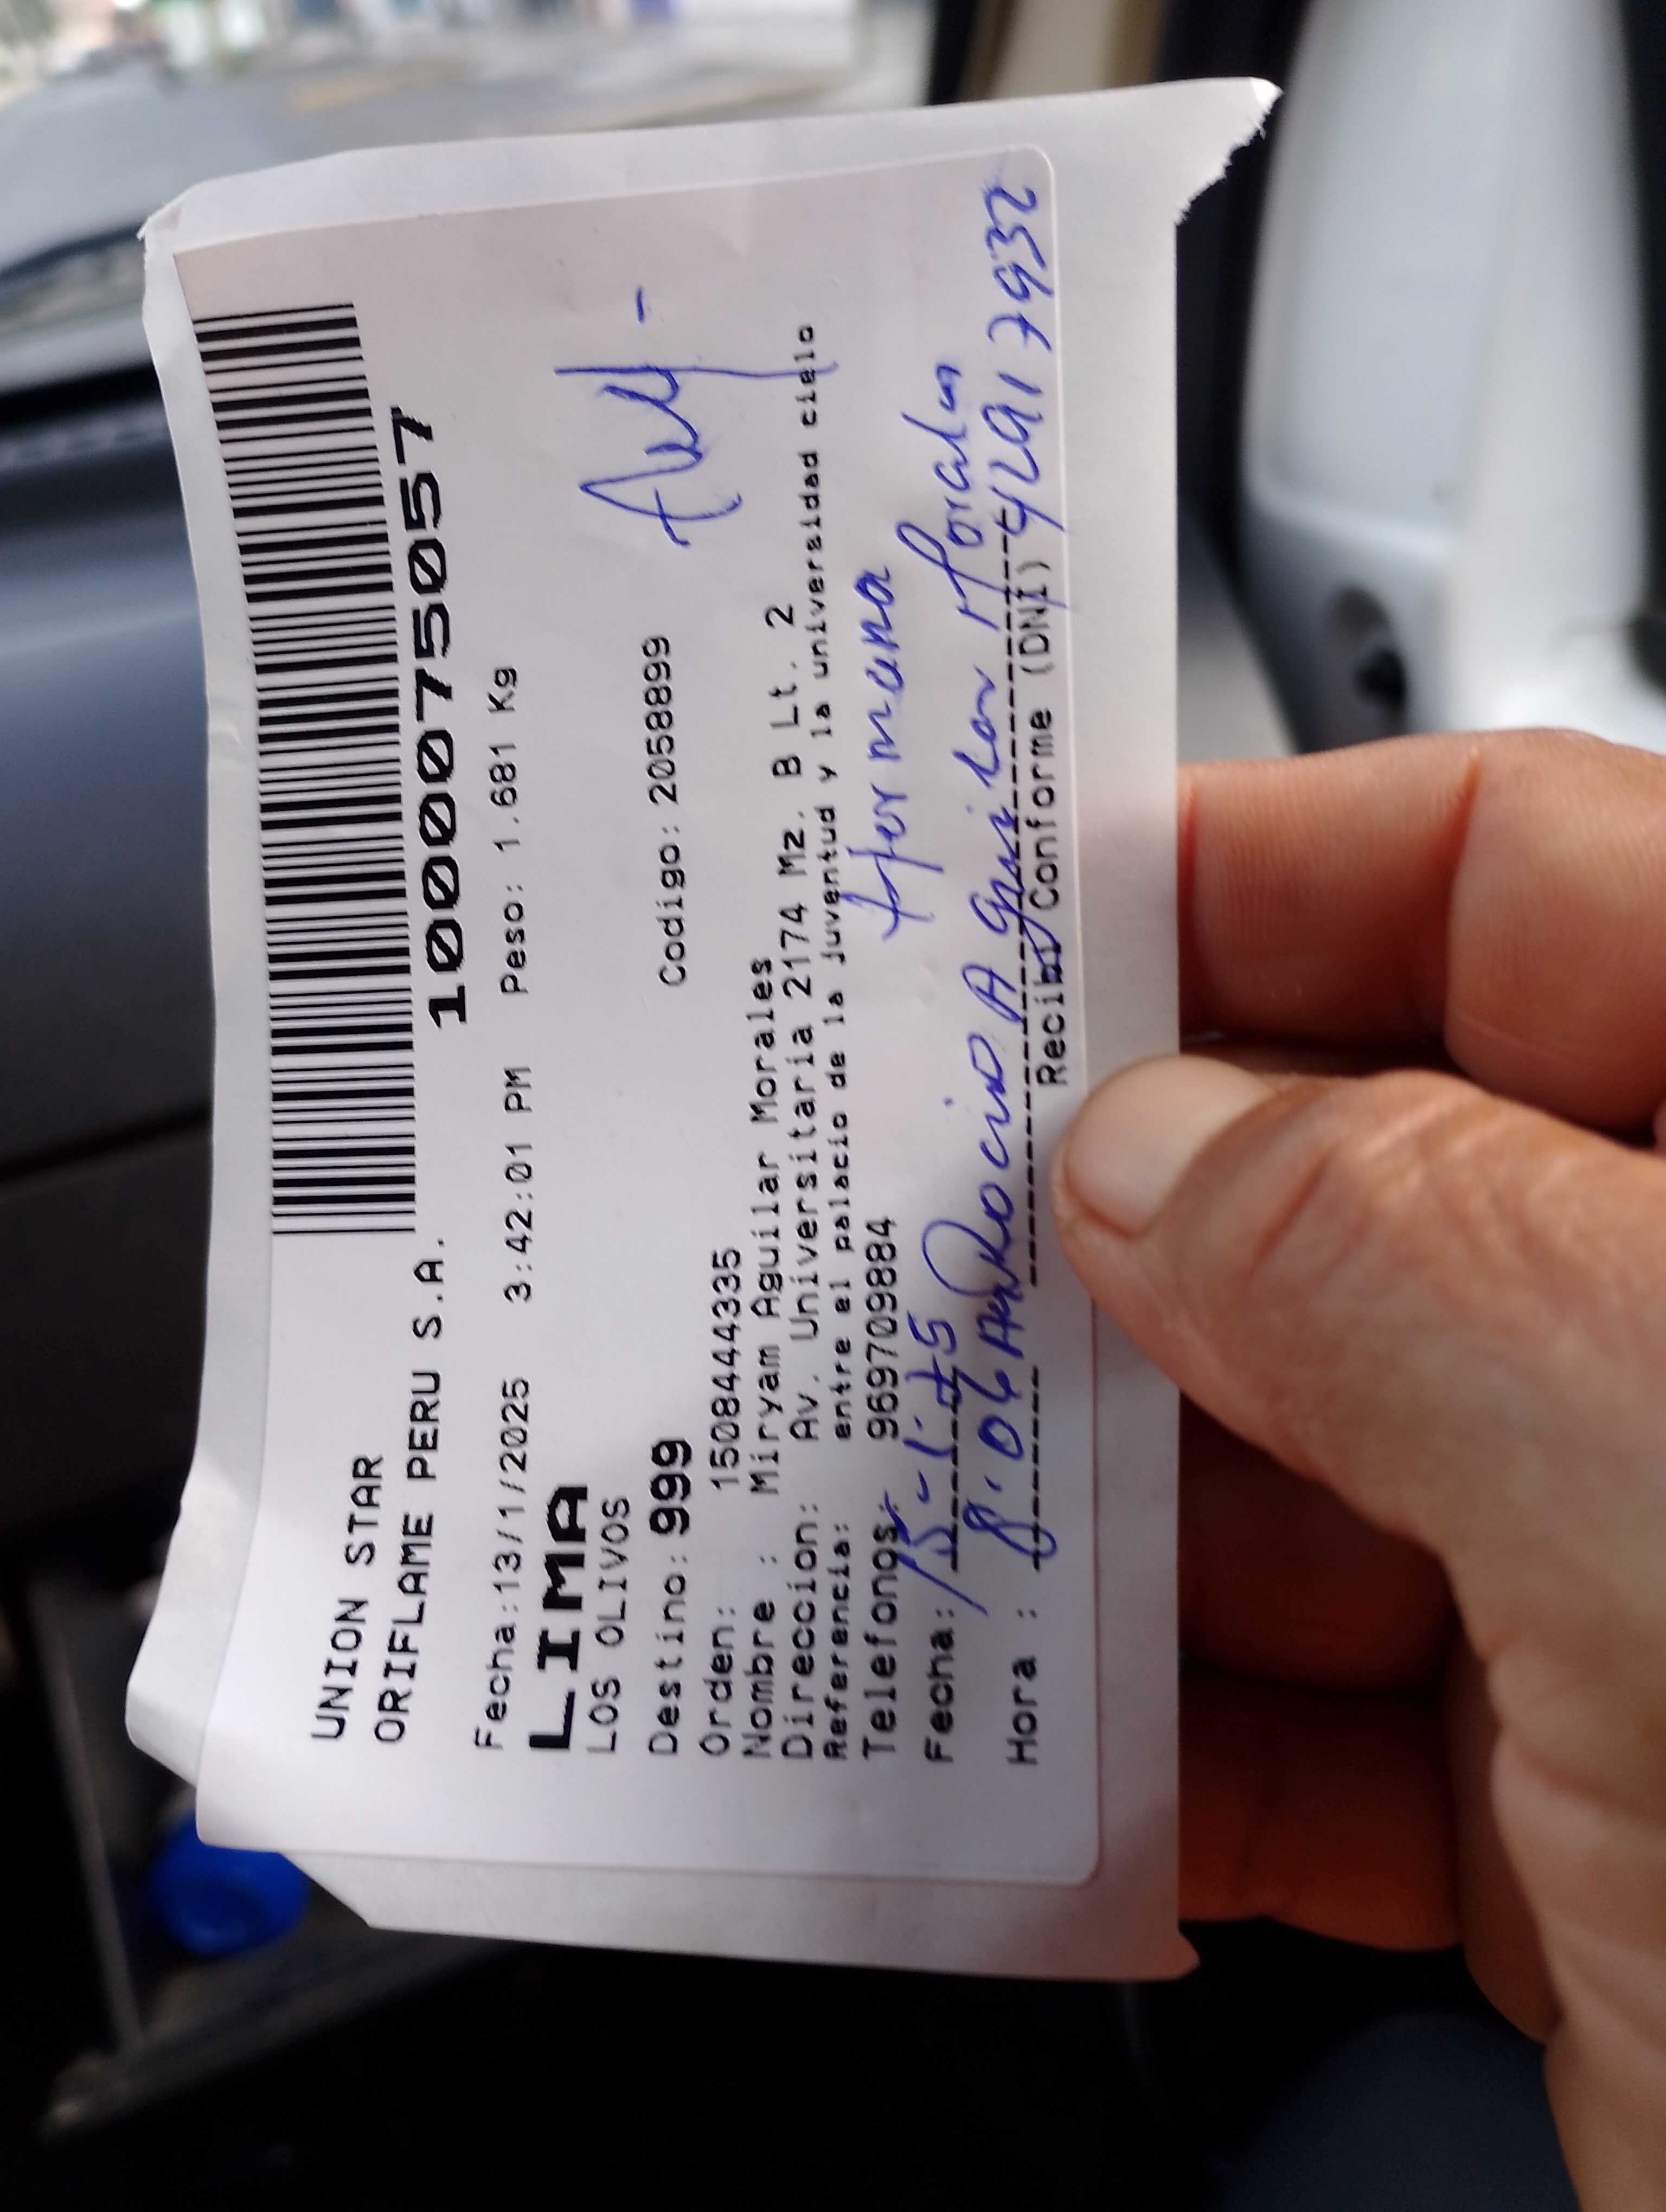 UNION STAR
ORIFLAME PERU S.A.
1000075057
Fecha:13/1/2025 3:42:01 PM Peso: 1.681 Kg
LIMA
LOS OLIVOS
Destino: 999 Codigo: 2058899
Orden: 1508444335
Nombre : Miryam Aguilar Morales
Direccion: Av. Universitaria 2174 Mz. B Lt. 2
Referencia: entre el palacio de la juventud y la universidad cielo
Telefonos: 969709884 Hermana
Fecha: 15-1-25
Rocio Aguilar Morales
Hora : 8:06 AM 42917932
Recibi Conforme (DNI)